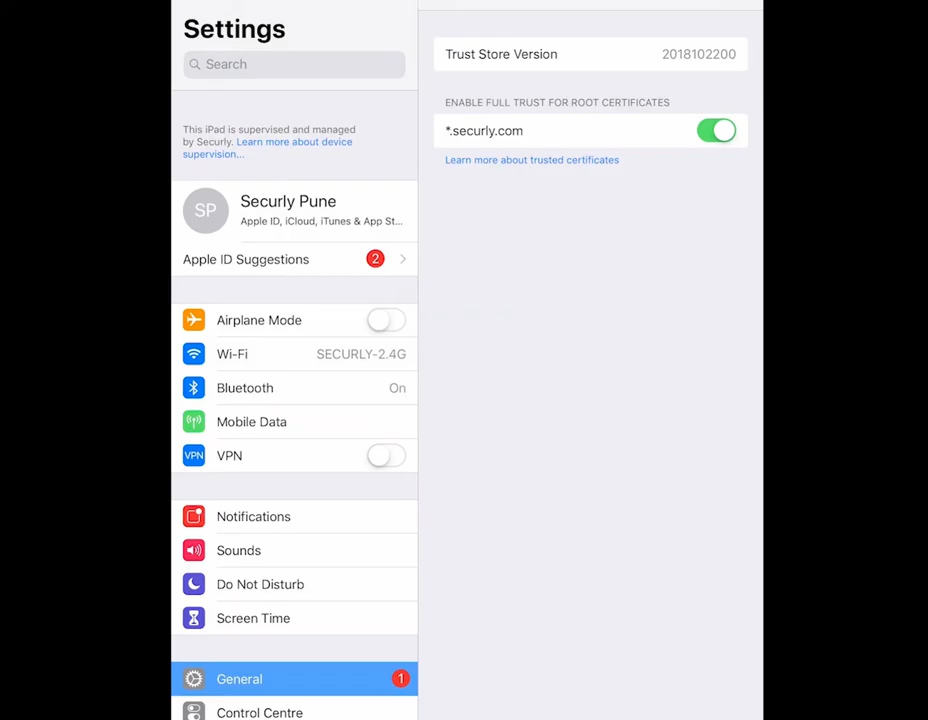 Settings
Search
This iPad is supervised and managed
by Securly. Learn more about device
supervision...
SP
Securly Pune
Apple ID, iCloud, iTunes & App St...
Apple ID Suggestions 2
Airplane Mode
Wi-Fi SECURLY-2.4G
Bluetooth On
Mobile Data
VPN VPN
Notifications
Sounds
Do Not Disturb
Screen Time
General 1
Control Centre
Trust Store Version 2018102200
ENABLE FULL TRUST FOR ROOT CERTIFICATES
*.securly.com
Learn more about trusted certificates